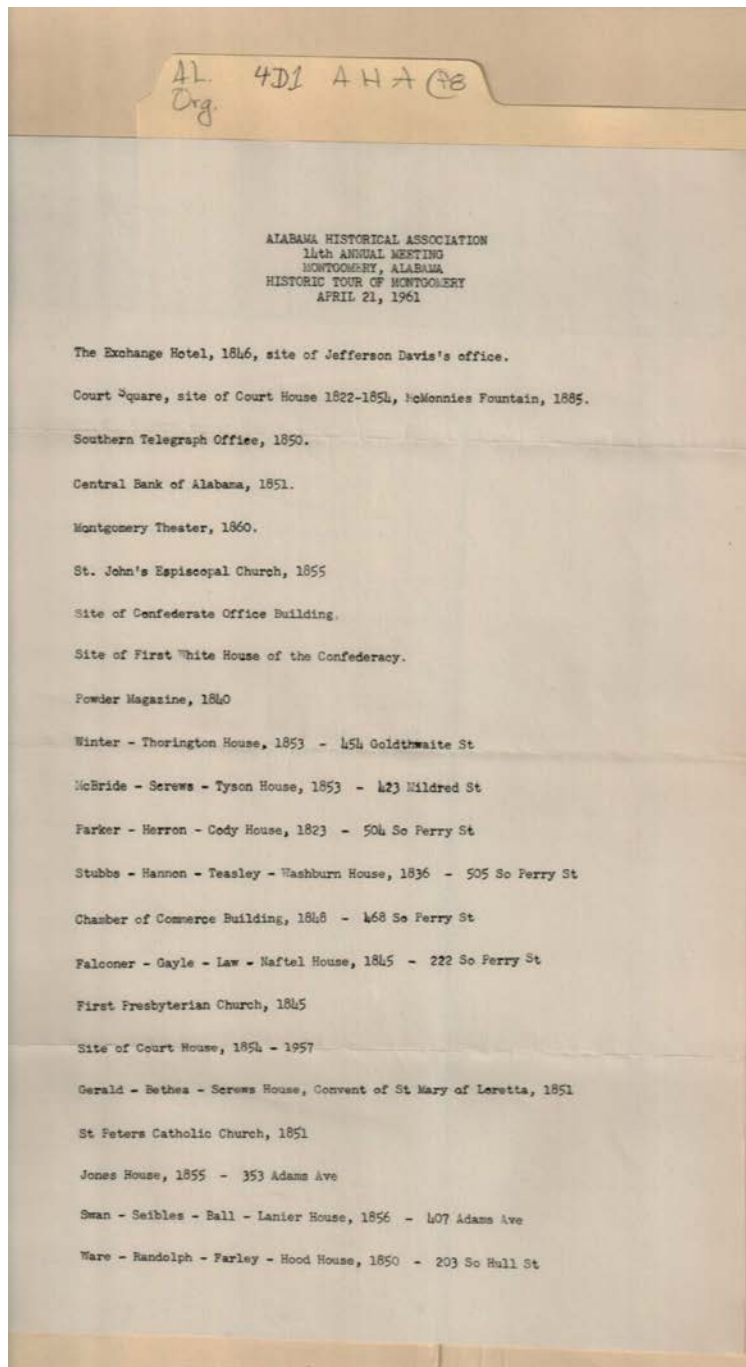 AL. 4D1 AHA (78
Org.
ALABAMA HISTORICAL ASSOCIATION
14th ANNUAL MEETING
MONTGOMERY, ALABAMA
HISTORIC TOUR OF MONTGOMERY
APRIL 21, 1961
The Exchange Hotel, 1846, site of Jefferson Davis's office.
Court Square, site of Court House 1822-1854, McMonnies Fountain, 1885.
Southern Telegraph Office, 1850.
Central Bank of Alabama, 1851.
Montgomery Theater, 1860.
St. John's Espiscopal Church, 1855
Site of Confederate Office Building.
Site of First White House of the Confederacy.
Powder Magazine, 1840
Winter - Thorington House, 1853 - 454 Goldthwaite St
McBride - Screws - Tyson House, 1853 - 423 Mildred St
Parker - Herron - Cody House, 1823 - 504 So Perry St
Stubbs - Hannon - Teasley - Washburn House, 1836 - 505 So Perry St
Chamber of Commerce Building, 1848 - 468 So Perry St
Falconer - Gayle - Law - Naftel House, 1845 - 222 So Perry St
First Presbyterian Church, 1845
Site of Court House, 1854 - 1957
Gerald - Bethea - Screws House, Convent of St Mary of Loretta, 1851
St Peters Catholic Church, 1851
Jones House, 1855 - 353 Adams Ave
Swan - Seibles - Ball - Lanier House, 1856 - 407 Adams Ave
Ware - Randolph - Farley - Hood House, 1850 - 203 So Hull St